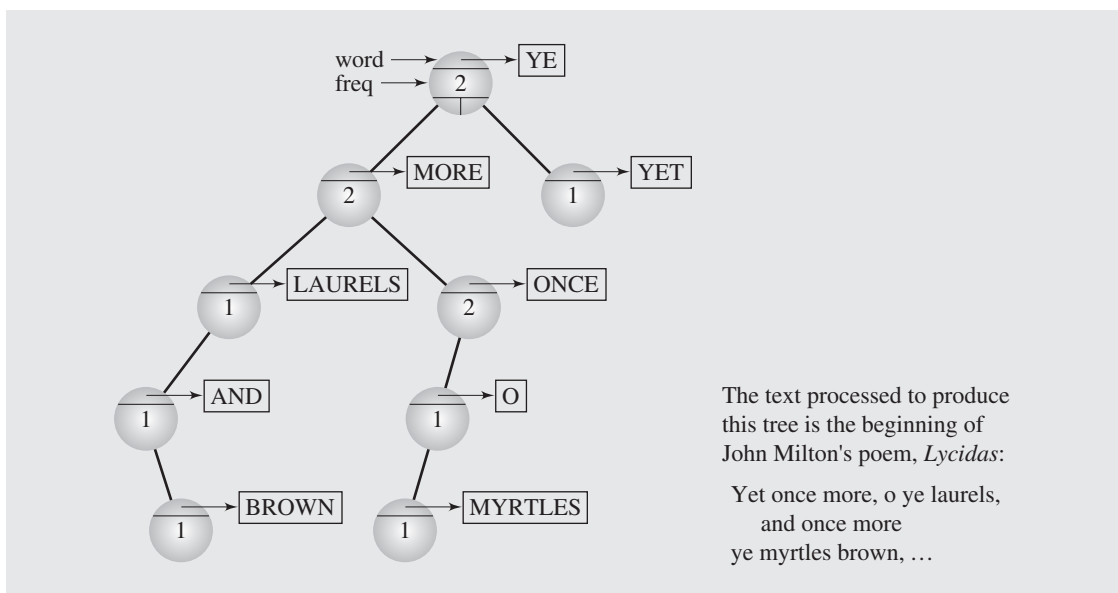 word YE
freq 2
MORE YET
2 1
LAURELS ONCE
1 2
AND O
1 1
BROWN MYRTLES
1 1
The text processed to produce
this tree is the beginning of
John Milton's poem, Lycidas:
Yet once more, o ye laurels,
and once more
ye myrtles brown, …